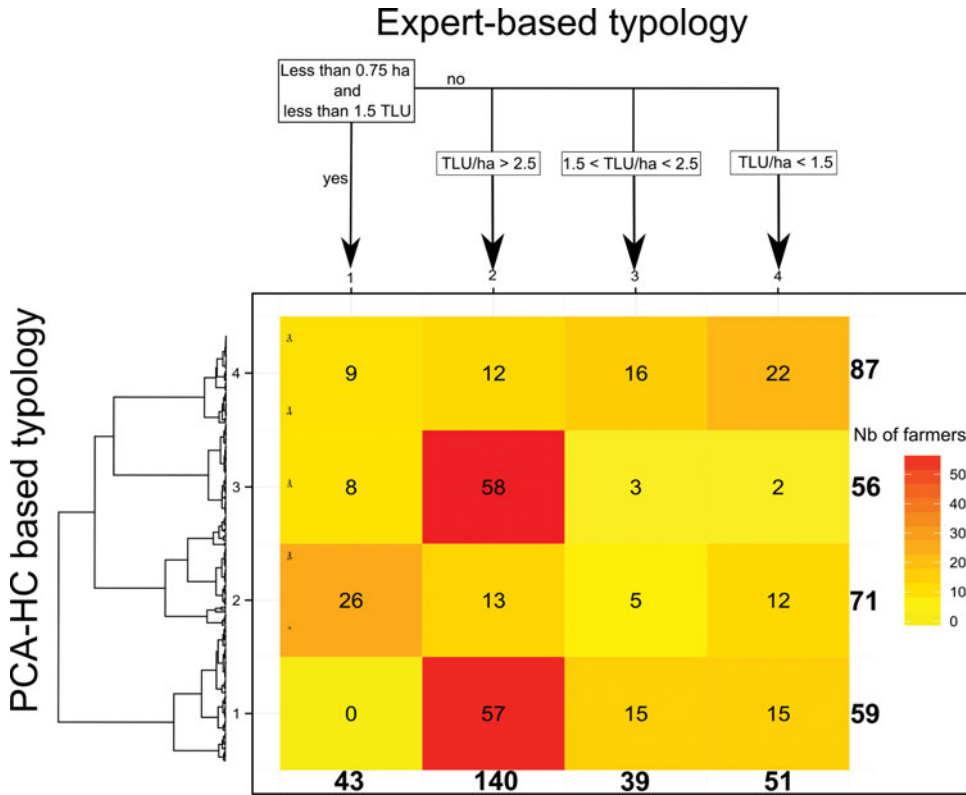 Expert-based typology
Less than 0.75 ha
and
less than 1.5 TLU
no
yes
TLU/ha > 2.5
1.5 < TLU/ha < 2.5
TLU/ha < 1.5
1 2 3 4
PCA-HC based typology
4 9 12 16 22 87
3 8 58 3 2 56
2 26 13 5 12 71
1 0 57 15 15 59
43 140 39 51
Nb of farmers
50
40
30
20
10
0